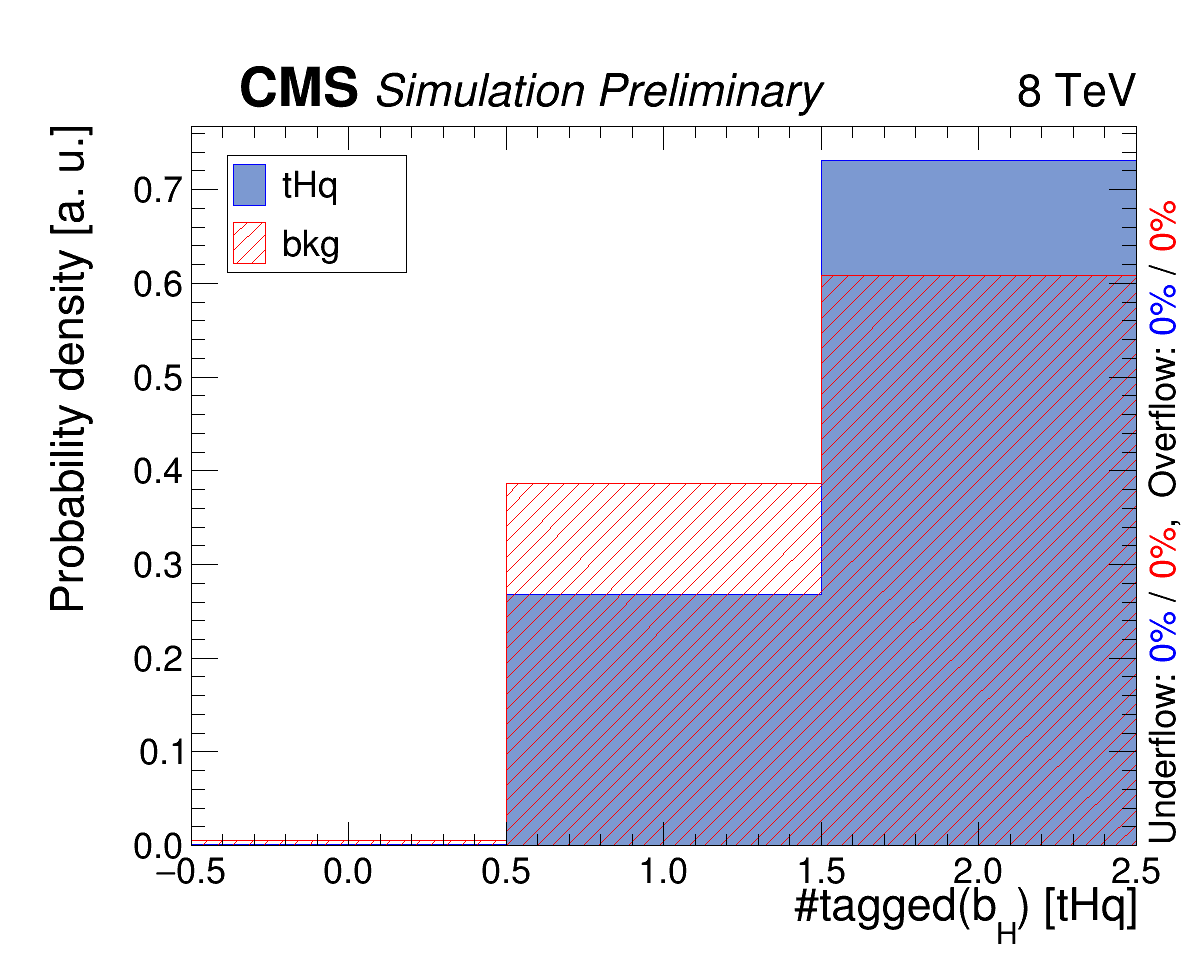 CMS Simulation Preliminary 8 TeV
Probability density [a. u.]
tHq
bkg
0.7
0.6
0.5
0.4
0.3
0.2
0.1
0.0
−0.5 0.0 0.5 1.0 1.5 2.0 2.5
#tagged(b_H) [tHq]
Underflow: 0% / 0%, Overflow: 0% / 0%